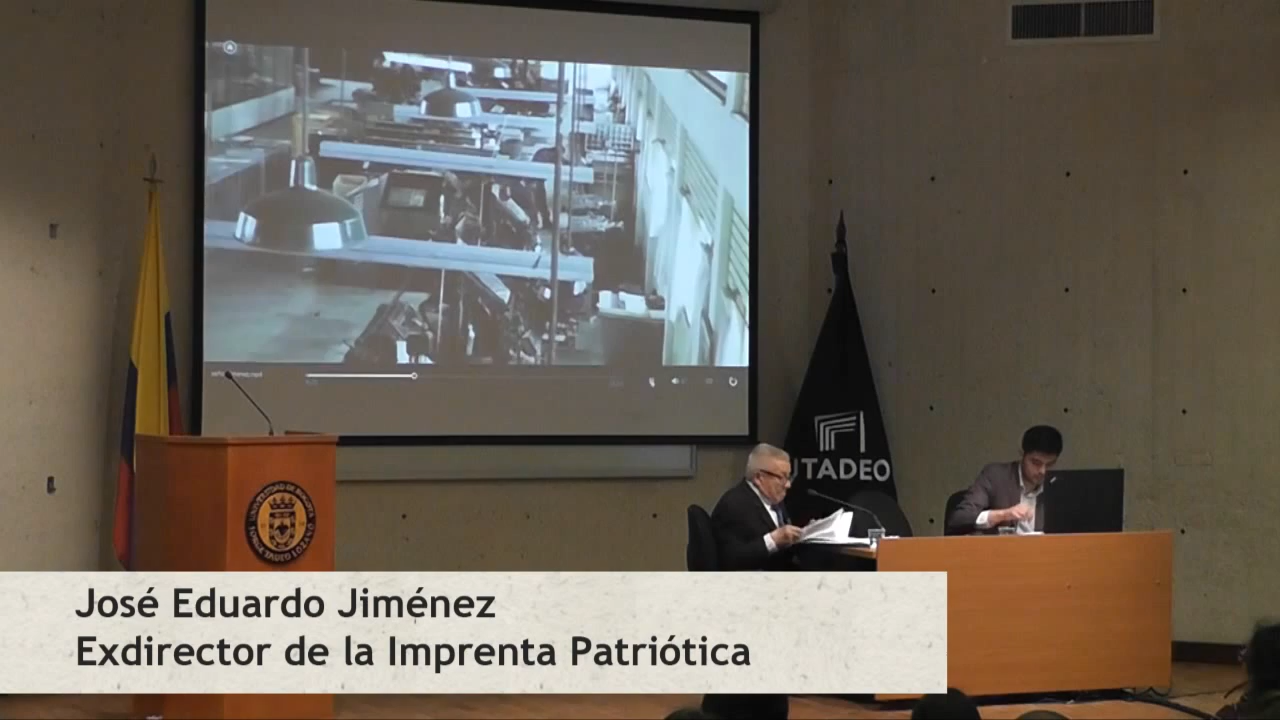 UTADEO
José Eduardo Jiménez
Exdirector de la Imprenta Patriótica